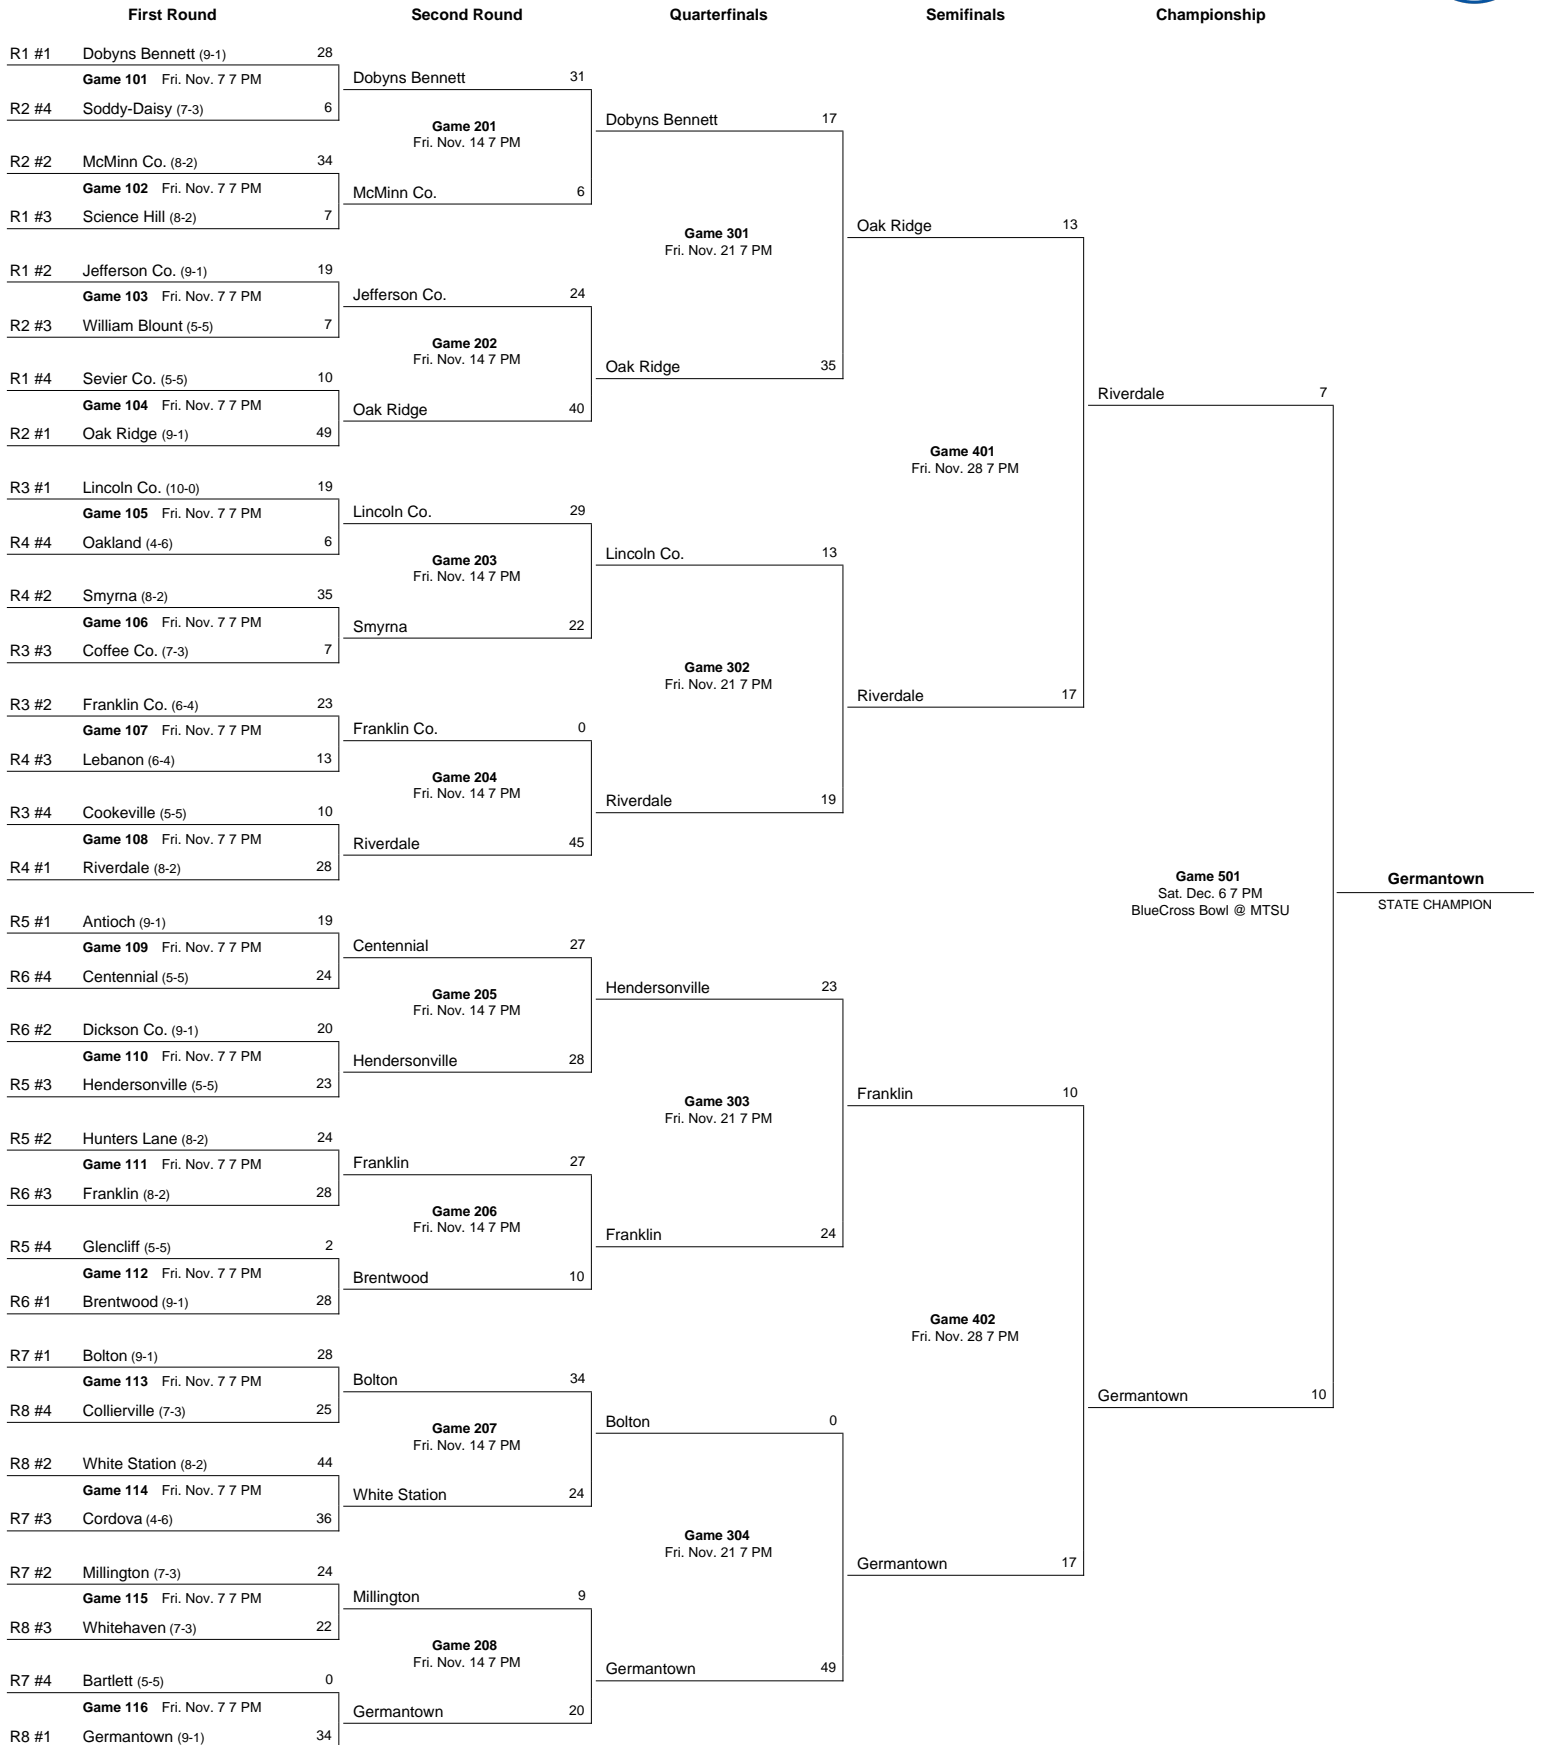 First Round Second Round Quarterfinals Semifinals Championship
R1 #1 Dobyns Bennett (9-1) 28
Game 101 Fri. Nov. 7 7 PM
R2 #4 Soddy-Daisy (7-3) 6
R2 #2 McMinn Co. (8-2) 34
Game 102 Fri. Nov. 7 7 PM
R1 #3 Science Hill (8-2) 7
R1 #2 Jefferson Co. (9-1) 19
Game 103 Fri. Nov. 7 7 PM
R2 #3 William Blount (5-5) 7
R1 #4 Sevier Co. (5-5) 10
Game 104 Fri. Nov. 7 7 PM
R2 #1 Oak Ridge (9-1) 49
R3 #1 Lincoln Co. (10-0) 19
Game 105 Fri. Nov. 7 7 PM
R4 #4 Oakland (4-6) 6
R4 #2 Smyrna (8-2) 35
Game 106 Fri. Nov. 7 7 PM
R3 #3 Coffee Co. (7-3) 7
R3 #2 Franklin Co. (6-4) 23
Game 107 Fri. Nov. 7 7 PM
R4 #3 Lebanon (6-4) 13
R3 #4 Cookeville (5-5) 10
Game 108 Fri. Nov. 7 7 PM
R4 #1 Riverdale (8-2) 28
R5 #1 Antioch (9-1) 19
Game 109 Fri. Nov. 7 7 PM
R6 #4 Centennial (5-5) 24
R6 #2 Dickson Co. (9-1) 20
Game 110 Fri. Nov. 7 7 PM
R5 #3 Hendersonville (5-5) 23
R5 #2 Hunters Lane (8-2) 24
Game 111 Fri. Nov. 7 7 PM
R6 #3 Franklin (8-2) 28
R5 #4 Glencliff (5-5) 2
Game 112 Fri. Nov. 7 7 PM
R6 #1 Brentwood (9-1) 28
R7 #1 Bolton (9-1) 28
Game 113 Fri. Nov. 7 7 PM
R8 #4 Collierville (7-3) 25
R8 #2 White Station (8-2) 44
Game 114 Fri. Nov. 7 7 PM
R7 #3 Cordova (4-6) 36
R7 #2 Millington (7-3) 24
Game 115 Fri. Nov. 7 7 PM
R8 #3 Whitehaven (7-3) 22
R7 #4 Bartlett (5-5) 0
Game 116 Fri. Nov. 7 7 PM
R8 #1 Germantown (9-1) 34
Dobyns Bennett 31
Game 201
Fri. Nov. 14 7 PM
McMinn Co. 6
Jefferson Co. 24
Game 202
Fri. Nov. 14 7 PM
Oak Ridge 40
Lincoln Co. 29
Game 203
Fri. Nov. 14 7 PM
Smyrna 22
Franklin Co. 0
Game 204
Fri. Nov. 14 7 PM
Riverdale 45
Centennial 27
Game 205
Fri. Nov. 14 7 PM
Hendersonville 28
Franklin 27
Game 206
Fri. Nov. 14 7 PM
Brentwood 10
Bolton 34
Game 207
Fri. Nov. 14 7 PM
White Station 24
Millington 9
Game 208
Fri. Nov. 14 7 PM
Germantown 20
Dobyns Bennett 17
Game 301
Fri. Nov. 21 7 PM
Oak Ridge 35
Lincoln Co. 13
Game 302
Fri. Nov. 21 7 PM
Riverdale 19
Hendersonville 23
Game 303
Fri. Nov. 21 7 PM
Franklin 24
Bolton 0
Game 304
Fri. Nov. 21 7 PM
Germantown 49
Oak Ridge 13
Game 401
Fri. Nov. 28 7 PM
Riverdale 17
Franklin 10
Game 402
Fri. Nov. 28 7 PM
Germantown 17
Riverdale 7
Game 501
Sat. Dec. 6 7 PM
BlueCross Bowl @ MTSU
Germantown 10
Germantown
STATE CHAMPION